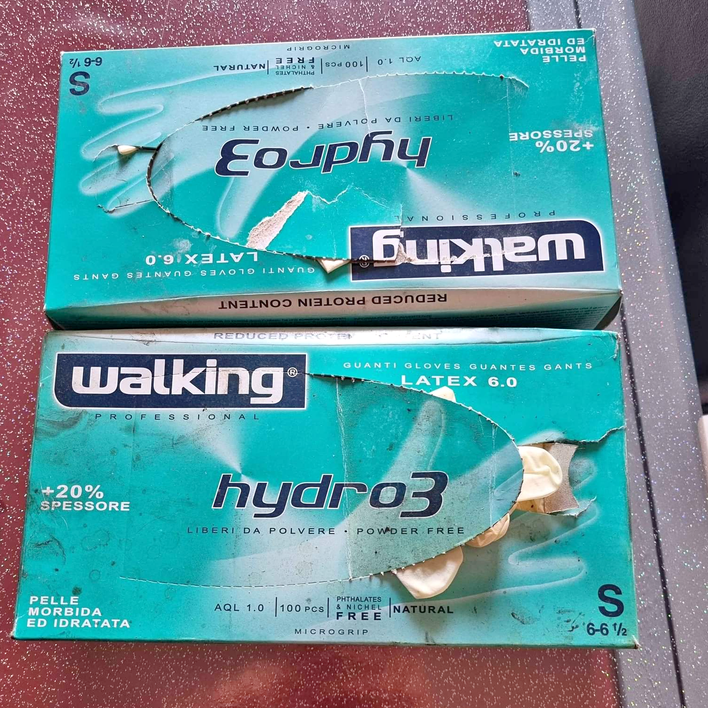 MICROGRIP
6-6 ½
S
NATURAL
PHTHALATES
& NICHEL
FREE
100 PCS
AQL 1.0
PELLE
MORBIDA
ED IDRATATA
LIBERI DA POLVERE • POWDER FREE
hydro3
+20%
SPESSORE
PROFESSIONAL
walking®
LATEX 6.0
GUANTI GLOVES GUANTES GANTS
REDUCED PROTEIN CONTENT
REDUCED
walking®
PROFESSIONAL
GUANTI GLOVES GUANTES GANTS
LATEX 6.0
+20%
SPESSORE
hydro3
LIBERI DA POLVERE • POWDER FREE
PELLE
MORBIDA
ED IDRATATA
AQL 1.0
100 PCS
PHTHALATES
& NICHEL
FREE
NATURAL
MICROGRIP
S
6-6 ½